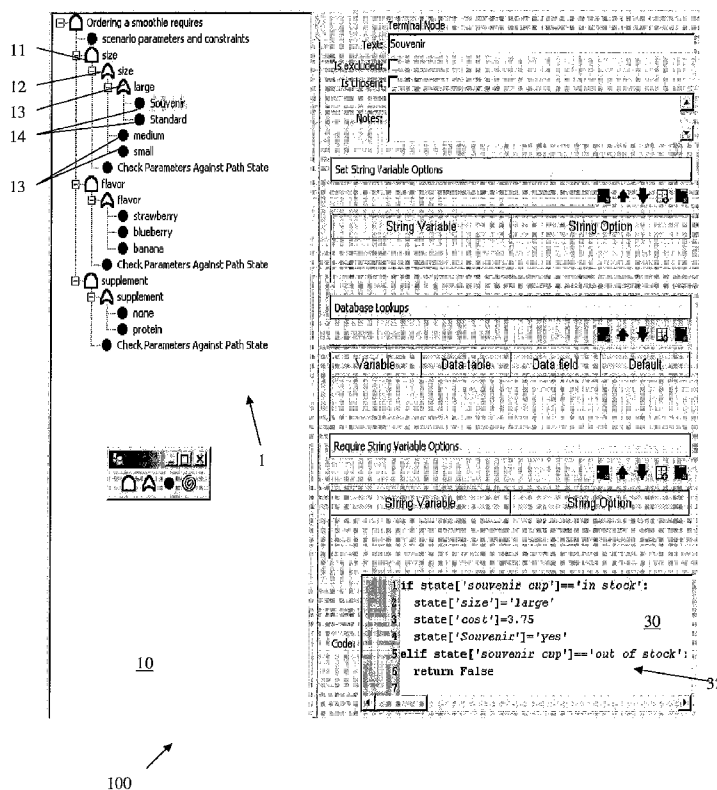 Ordering a smoothie requires
scenario parameters and constraints
11
size
12
size
13
large
Souvenir
14
Standard
medium
13
small
Check Parameters Against Path State
flavor
flavor
strawberry
blueberry
banana
Check Parameters Against Path State
supplement
supplement
none
protein
Check Parameters Against Path State
1
10
100
Terminal Node
Text: Souvenir
Is excluded:
Is chosen:
Notes:
Set String Variable Options
String Variable String Option
Database Lookups
Variable Data table Data field Default
Require String Variable Options
String Variable String Option
Code:
1 if state['souvenir cup']=='in stock':
2 state['size']='large'
3 state['cost']=3.75
30
4 state['Souvenir']='yes'
5 elif state['souvenir cup']=='out of stock':
6 return False
7